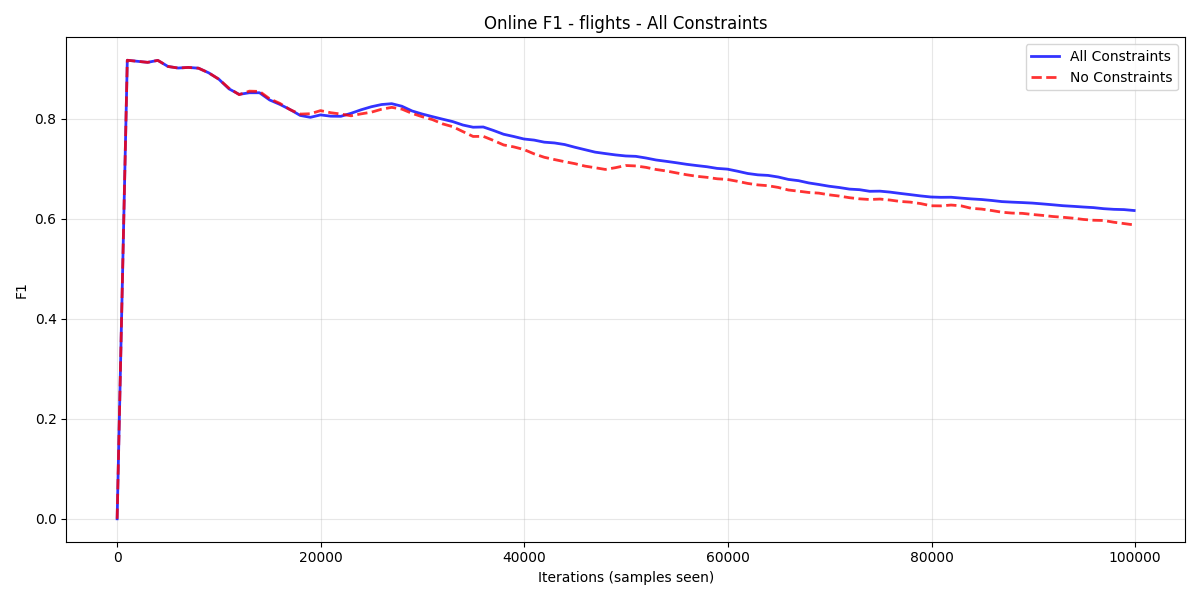 Online F1 - flights - All Constraints
All Constraints
No Constraints
F1
0.8
0.6
0.4
0.2
0.0
0
20000
40000
60000
80000
100000
Iterations (samples seen)